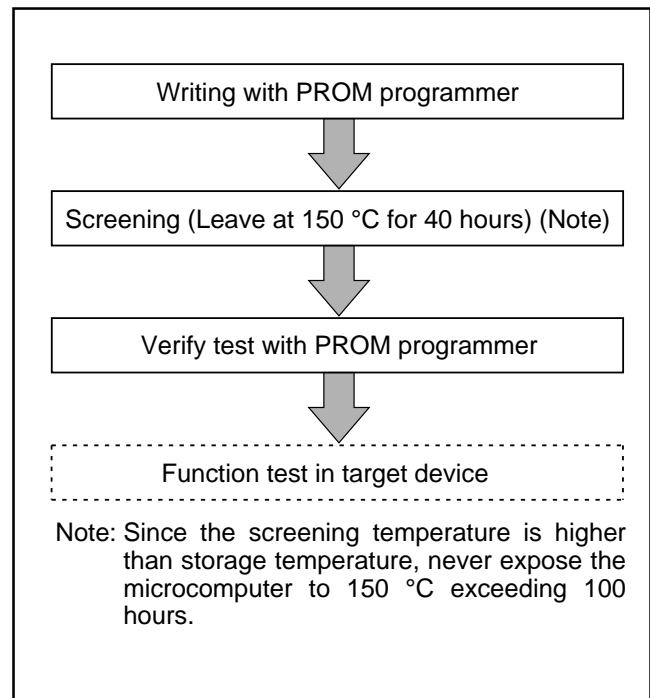 Writing with PROM programmer
Screening (Leave at 150 °C for 40 hours) (Note)
Verify test with PROM programmer
Function test in target device
Note: Since the screening temperature is higher
than storage temperature, never expose the
microcomputer to 150 °C exceeding 100
hours.